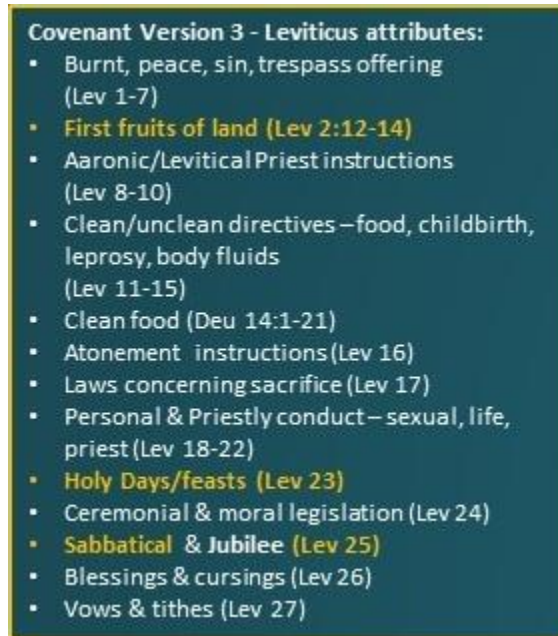 Covenant Version 3 - Leviticus attributes:
• Burnt, peace, sin, trespass offering
(Lev 1-7)
• First fruits of land (Lev 2:12-14)
• Aaronic/Levitical Priest instructions
(Lev 8-10)
• Clean/unclean directives – food, childbirth,
leprosy, body fluids
(Lev 11-15)
• Clean food (Deu 14:1-21)
• Atonement instructions (Lev 16)
• Laws concerning sacrifice (Lev 17)
• Personal & Priestly conduct – sexual, life,
priest (Lev 18-22)
• Holy Days/feasts (Lev 23)
• Ceremonial & moral legislation (Lev 24)
• Sabbatical & Jubilee (Lev 25)
• Blessings & cursings (Lev 26)
• Vows & tithes (Lev 27)